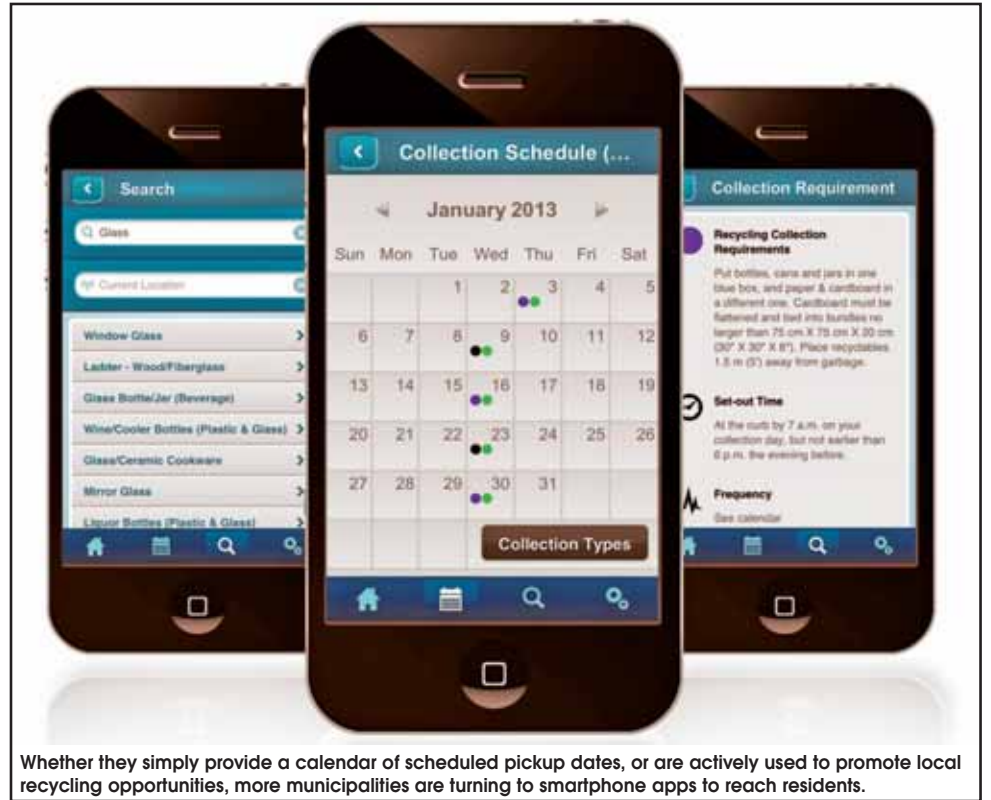 Search
Glass
Current Location
Window Glass
Ladder - Wood/Fiberglass
Glass Bottle/Jar (Beverage)
Wine/Cooler Bottles (Plastic & Glass)
Glass/Ceramic Cookware
Mirror Glass
Liquor Bottles (Plastic & Glass)
Collection Schedule (...
January 2013
Sun Mon Tue Wed Thu Fri Sat
1 2 3 4 5
6 7 8 9 10 11 12
13 14 15 16 17 18 19
20 21 22 23 24 25 26
27 28 29 30 31
Collection Types
Collection Requirement
Recycling Collection
Requirements
Put bottles, cans and jars in one
blue box, and paper & cardboard in
a different one. Cardboard must be
flattened and tied into bundles no
larger than 75 cm X 75 cm X 20 cm
(30" X 30" X 8"). Place recyclables
1.5 m (5') away from garbage.
Set-out Time
At the curb by 7 a.m. on your
collection day, but not earlier than
6 p.m. the evening before.
Frequency
See calendar
Whether they simply provide a calendar of scheduled pickup dates, or are actively used to promote local
recycling opportunities, more municipalities are turning to smartphone apps to reach residents.